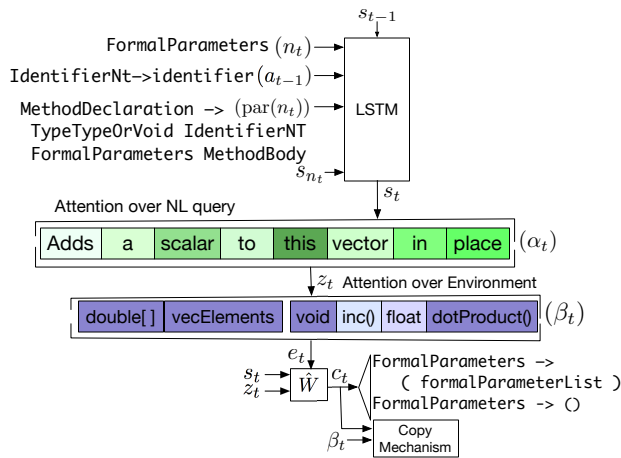 s_{t-1}
FormalParameters (n_t)
IdentifierNt->identifier (a_{t-1})
MethodDeclaration -> (par(n_t))
TypeTypeOrVoid IdentifierNT
FormalParameters MethodBody
LSTM
s_{n_t}
s_t
Attention over NL query
Adds a scalar to this vector in place (α_t)
z_t Attention over Environment
double[ ] vecElements void inc() float dotProduct() (β_t)
e_t
s_t
z_t
Ŵ
c_t
FormalParameters ->
( formalParameterList )
FormalParameters -> ()
β_t
Copy
Mechanism